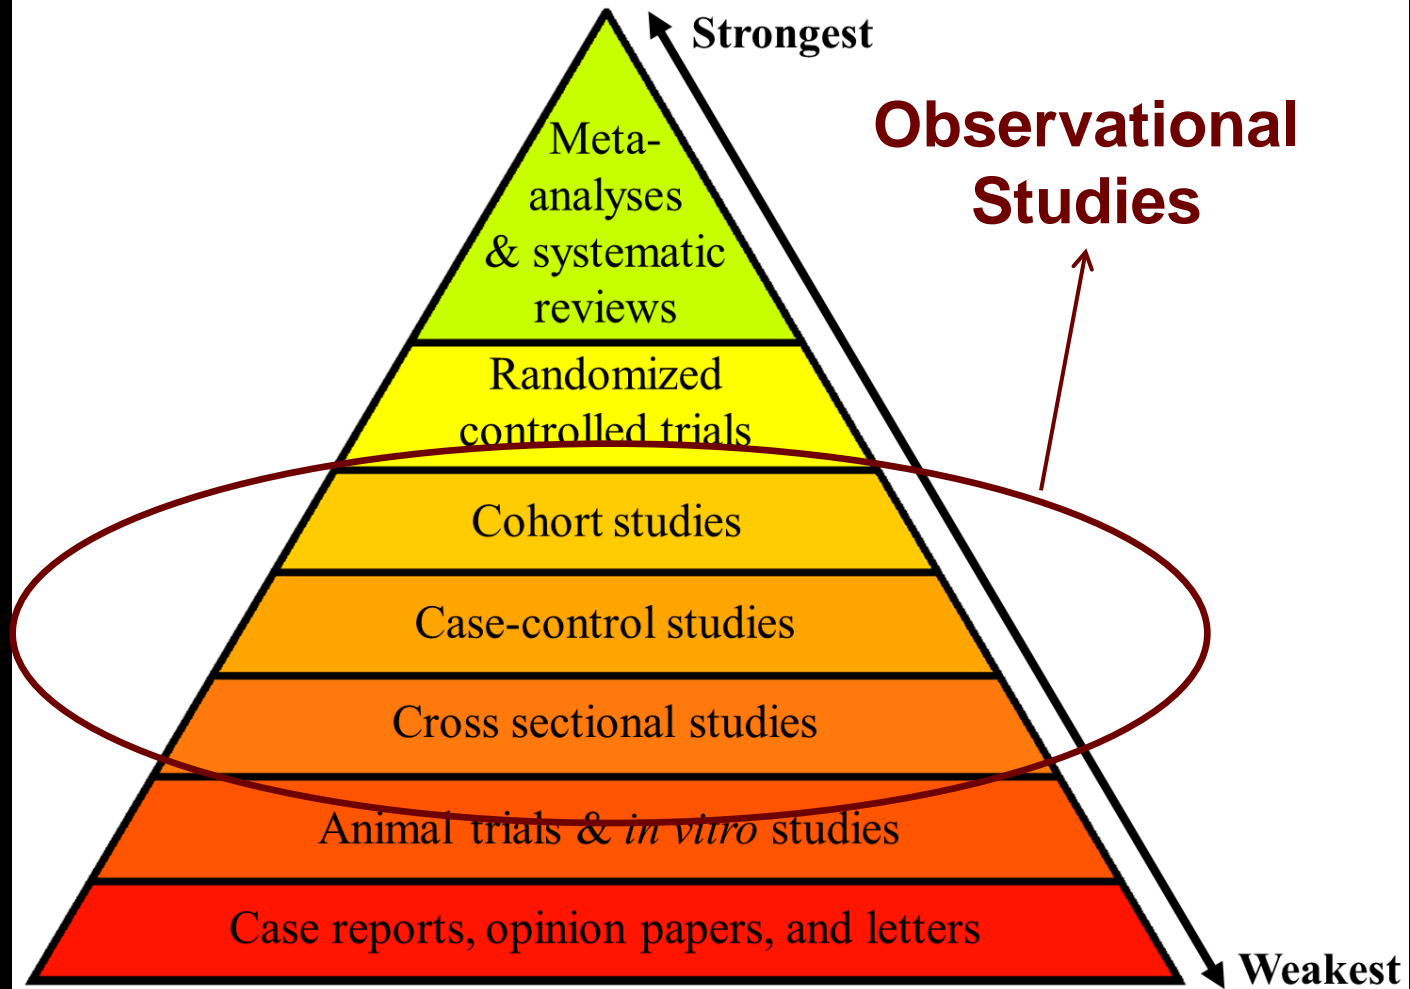 Strongest
Observational
Studies
Meta-
analyses
& systematic
reviews
Randomized
controlled trials
Cohort studies
Case-control studies
Cross sectional studies
Animal trials & in vitro studies
Case reports, opinion papers, and letters
Weakest